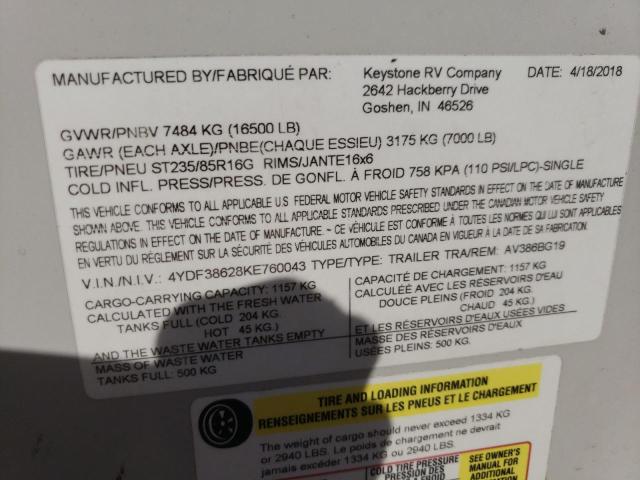 MANUFACTURED BY/FABRIQUÉ PAR: Keystone RV Company DATE: 4/18/2018
2642 Hackberry Drive
Goshen, IN 46526
GVWR/PNBV 7484 KG (16500 LB)
GAWR (EACH AXLE)/PNBE(CHAQUE ESSIEU) 3175 KG (7000 LB)
TIRE/PNEU ST235/85R16G RIMS/JANTE16x6
COLD INFL. PRESS/PRESS. DE GONFL. À FROID 758 KPA (110 PSI/LPC)-SINGLE
THIS VEHICLE CONFORMS TO ALL APPLICABLE U.S. FEDERAL MOTOR VEHICLE SAFETY STANDARDS IN EFFECT ON THE DATE OF MANUFACTURE
SHOWN ABOVE. THIS VEHICLE CONFORMS TO ALL APPLICABLE STANDARDS PRESCRIBED UNDER THE CANADIAN MOTOR VEHICLE SAFETY
REGULATIONS IN EFFECT ON THE DATE OF MANUFACTURE ~ CE VÉHICULE EST CONFORME À TOUTES LES NORMES QUI LUI SONT APPLICABLES
EN VERTU DU RÈGLEMENT SUR LA SÉCURITÉ DES VÉHICULES AUTOMOBILES DU CANADA EN VIGUEUR À LA DATE DE SA FABRICATION
V.I.N./N.I.V.: 4YDF38628KE760043 TYPE/TYPE: TRAILER TRA/REM: AV386BG19
CARGO-CARRYING CAPACITY: 1157 KG
CALCULATED WITH THE FRESH WATER
TANKS FULL (COLD 204 KG.
HOT 45 KG.)
AND THE WASTE WATER TANKS EMPTY
MASS OF WASTE WATER
TANKS FULL: 500 KG
CAPACITÉ DE CHARGEMENT: 1157 KG
CALCULÉE AVEC LES RÉSERVOIRS D'EAU
DOUCE PLEINS (FROID 204 KG.
CHAUD 45 KG.)
ET LES RÉSERVOIRS D'EAUX USÉES VIDES
MASSE DES RÉSERVOIRS D'EAU
USÉES PLEINS: 500 KG.
TIRE AND LOADING INFORMATION
RENSEIGNEMENTS SUR LES PNEUS ET LE CHARGEMENT
The weight of cargo should never exceed 1334 KG
or 2940 LBS. Le poids de cargo ne devrait
jamais excéder 1334 KG ou 2940 LBS.
COLD TIRE PRESSURE
PRESSION DES
PNEUS À FROID
SEE OWNER'S
MANUAL FOR
ADDITIONAL